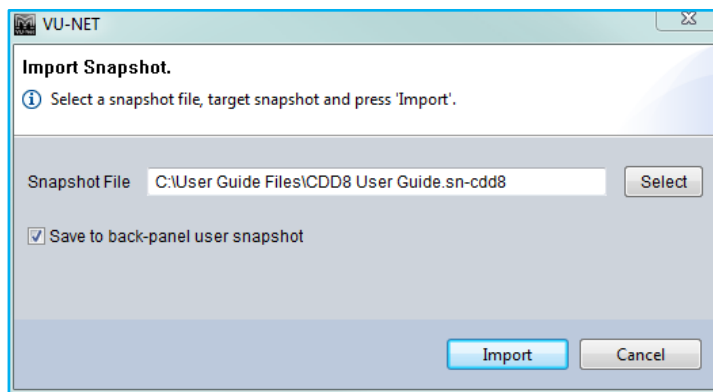 VU-NET
Import Snapshot.
Select a snapshot file, target snapshot and press 'Import'.
Snapshot File C:\User Guide Files\CDD8 User Guide.sn-cdd8 Select
Save to back-panel user snapshot
Import Cancel